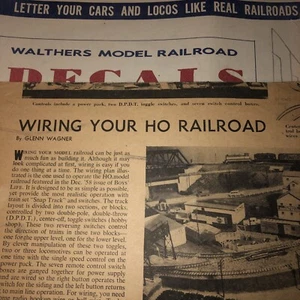 LETTER YOUR CARS AND LOCOS LIKE REAL RAILROADS
WALTHERS MODEL RAILROAD
DECALS
Controls include a power pack, two D.P.D.T. toggle switches, and seven switch control buttons.
WIRING YOUR HO RAILROAD
By GLENN WAGNER
WIRING YOUR MODEL railroad can be just as
much fun as building it. Although it may
look complicated at first, wiring is easy if you
do one thing at a time. The wiring plan illustrated
is the one used to operate the HO model
railroad featured in the Dec. '59 issue of Boys'
Life. It is designed to be as simple as possible,
yet provide the most realistic operation with
train set "Snap Track" and switches. The track
layout is divided into two sections, or blocks,
controlled by two double-pole, double-throw
(D.P.D.T.), center-off, toggle switches (hobby
shop). These two reversing switches control
the direction of trains in these two blocks—
one for the upper level, one for the lower level.
By clever manipulation of these two toggles,
two or three locomotives can be operated at
one time with the single speed control on the
power pack. The seven remote control switch
boxes are ganged together for power supply
and are wired so the right button operates the
switch for the siding and the left button returns
to main line operation. For wiring, you need